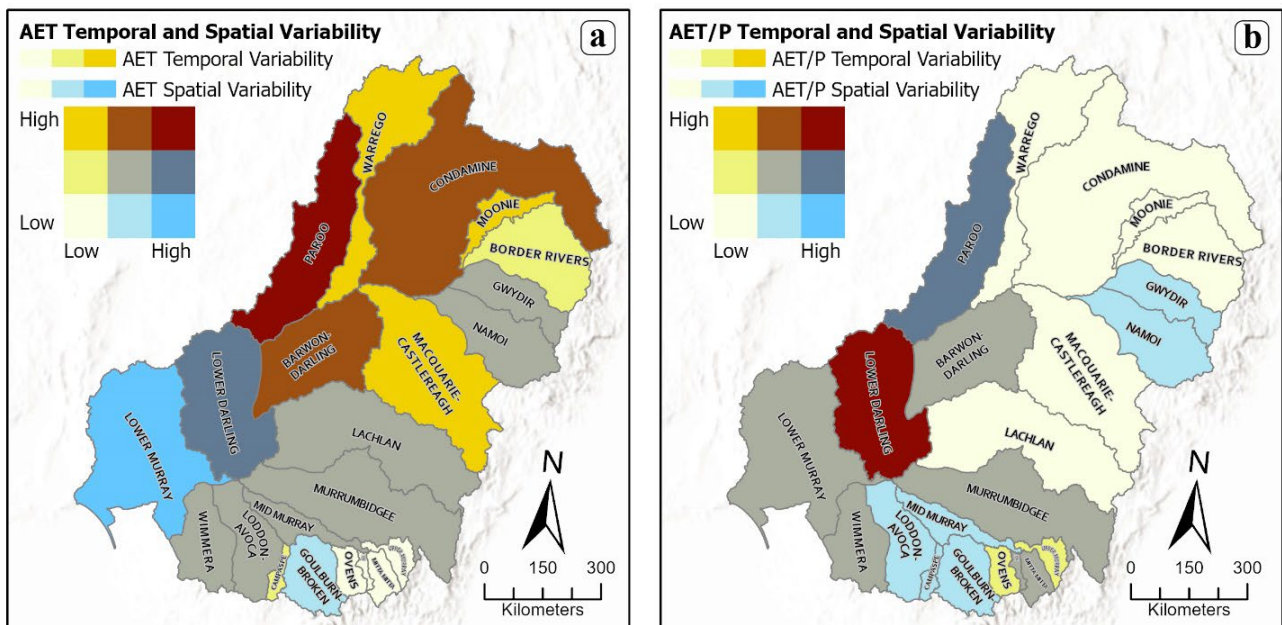 AET Temporal and Spatial Variability
a
AET Temporal Variability
AET Spatial Variability
High
Low
Low
High
WARREGO
CONDAMINE
PAROO
MOONIE
BORDER RIVERS
GWYDIR
NAMOI
BARWON-
DARLING
MACQUARIE-
CASTLEREAGH
LOWER DARLING
LOWER MURRAY
LACHLAN
MURRUMBIDGEE
MID MURRAY
WIMMERA
LODDON-
AVOCA
CAMPASPE
GOULBURN-
BROKEN
OVENS
N
0 150 300
Kilometers
AET/P Temporal and Spatial Variability
b
AET/P Temporal Variability
AET/P Spatial Variability
High
Low
Low
High
WARREGO
CONDAMINE
PAROO
MOONIE
BORDER RIVERS
GWYDIR
NAMOI
BARWON-
DARLING
MACQUARIE-
CASTLEREAGH
LOWER DARLING
LOWER MURRAY
LACHLAN
MURRUMBIDGEE
MID MURRAY
WIMMERA
LODDON-
AVOCA
CAMPASPE
GOULBURN-
BROKEN
OVENS
N
0 150 300
Kilometers